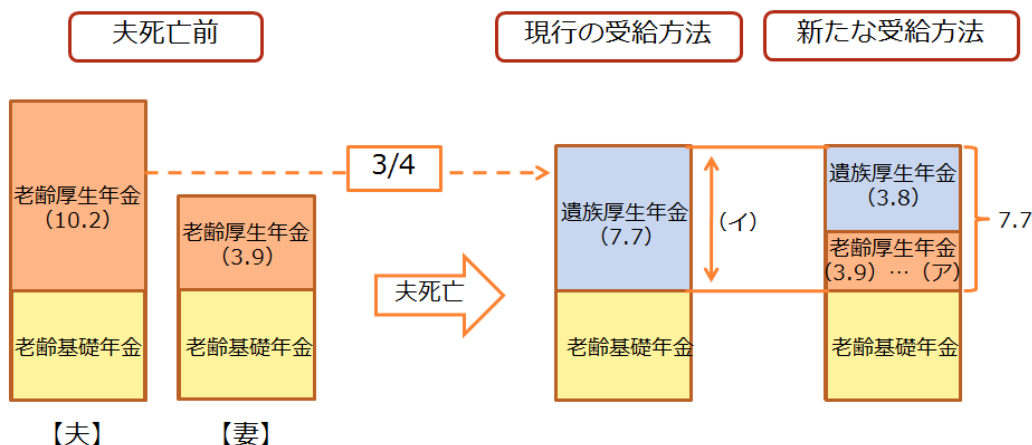 夫死亡前
現行の受給方法
新たな受給方法
3/4
老齢厚生年金
(10.2)
老齢厚生年金
(3.9)
遺族厚生年金
(7.7)
(イ)
遺族厚生年金
(3.8)
老齢厚生年金
(3.9)…(ア)
7.7
夫死亡
老齢基礎年金
老齢基礎年金
老齢基礎年金
老齢基礎年金
【夫】
【妻】